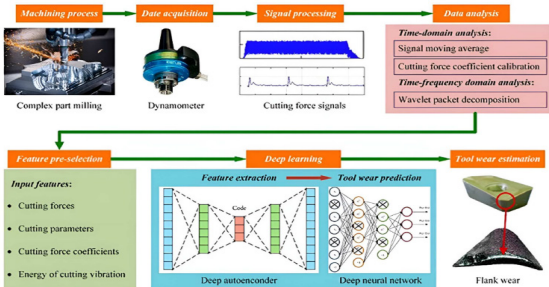 Machining process
Date acquisition
Signal processing
Data analysis
Complex part milling
Dynamometer
Cutting force signals
Time-domain analysis:
Signal moving average
Cutting force coefficient calibration
Time-frequency domain analysis:
Wavelet packet decomposition
Feature pre-selection
Deep learning
Tool wear estimation
Input features:
• Cutting forces
• Cutting parameters
• Cutting force coefficients
• Energy of cutting vibration
Feature extraction
Tool wear prediction
Code
Deep autoenconder
Deep neural network
Flank wear